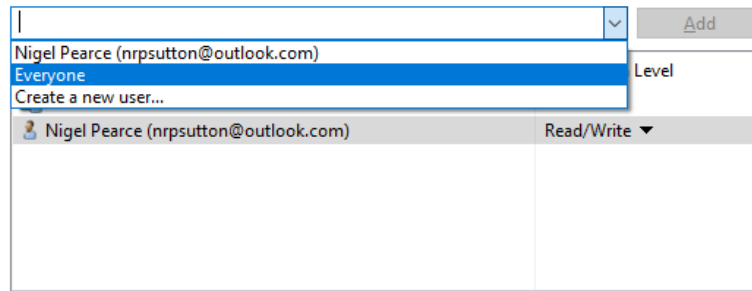 Add
Nigel Pearce (nrpsutton@outlook.com)
Everyone
Level
Create a new user...
Nigel Pearce (nrpsutton@outlook.com)
Read/Write